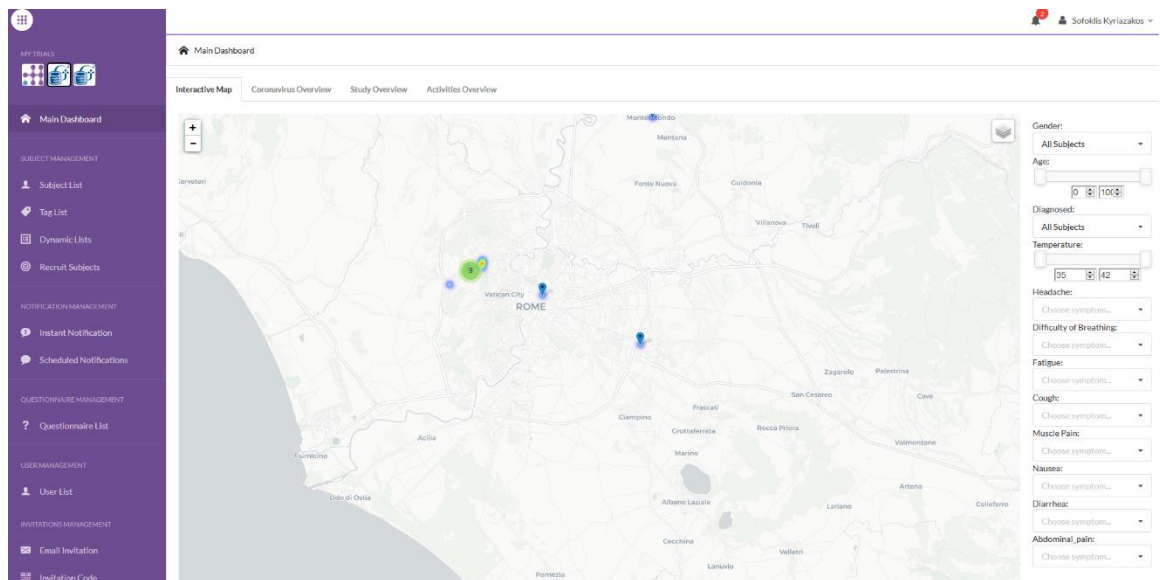 2
Sofoklis Kyriazakos
MY TRIALS
Main Dashboard
SUBJECT MANAGEMENT
Subject List
Tag List
Dynamic Lists
Recruit Subjects
NOTIFICATION MANAGEMENT
Instant Notification
Scheduled Notifications
QUESTIONNAIRE MANAGEMENT
? Questionnaire List
USER MANAGEMENT
User List
INVITATIONS MANAGEMENT
Email Invitation
Invitation Code
Main Dashboard
Interactive Map Coronavirus Overview Study Overview Activities Overview
+
-
Mentana
Cerveteri
Fonte Nuova
Guidonia
Villanova
Tivoli
9
Vatican City
ROME
Zagarolo
Palestrina
San Cesareo
Cave
Frascati
Ciampino
Grottaferrata
Rocca Priora
Acilia
Marino
Valmontone
Fiumicino
Lido di Ostia
Albano Laziale
Artena
Lariano
Colleferro
Cecchina
Velletri
Lanuvio
Pomezia
Gender:
All Subjects
Age:
0 100
Diagnosed:
All Subjects
Temperature:
35 42
Headache:
Choose symptom...
Difficulty of Breathing:
Choose symptom...
Fatigue:
Choose symptom...
Cough:
Choose symptom...
Muscle Pain:
Choose symptom...
Nausea:
Choose symptom...
Diarrhea:
Choose symptom...
Abdominal_pain:
Choose symptom...